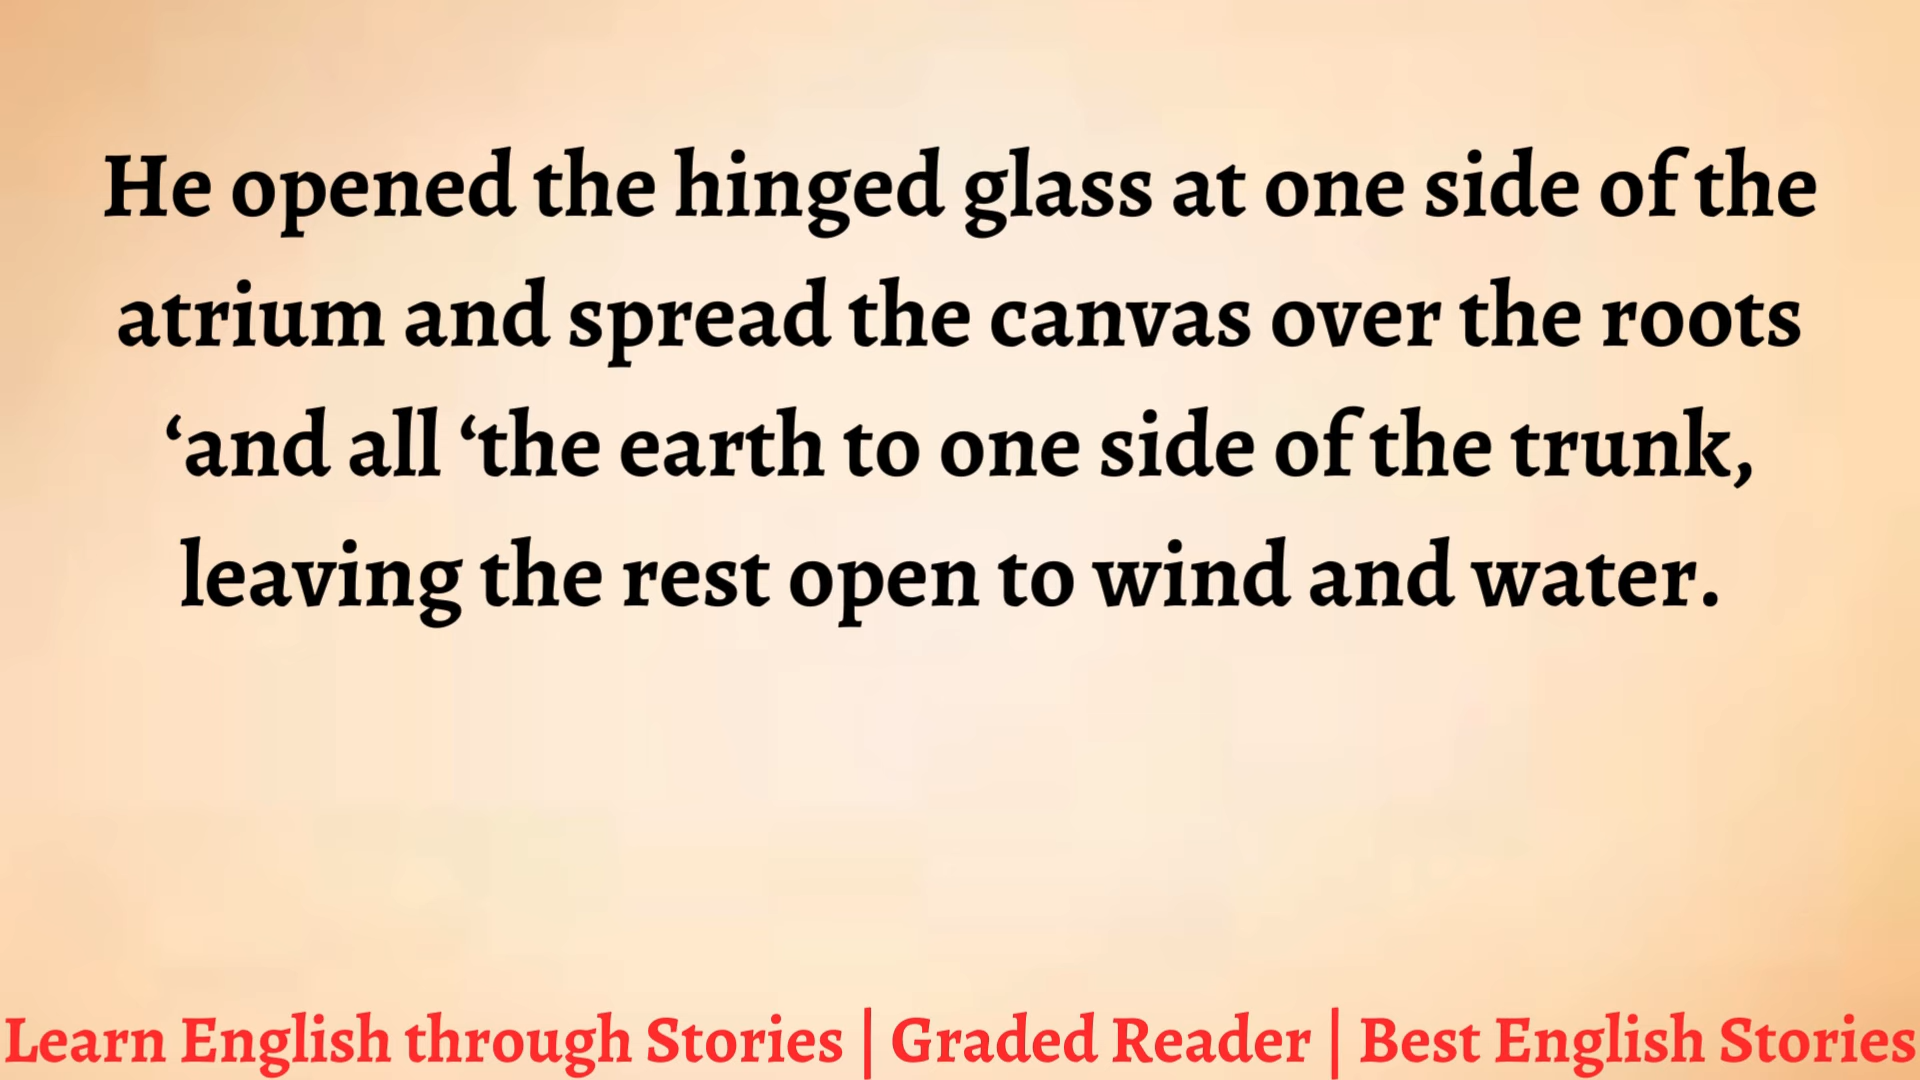 He opened the hinged glass at one side of the
atrium and spread the canvas over the roots
‘and all ‘the earth to one side of the trunk,
leaving the rest open to wind and water.
Learn English through Stories | Graded Reader | Best English Stories